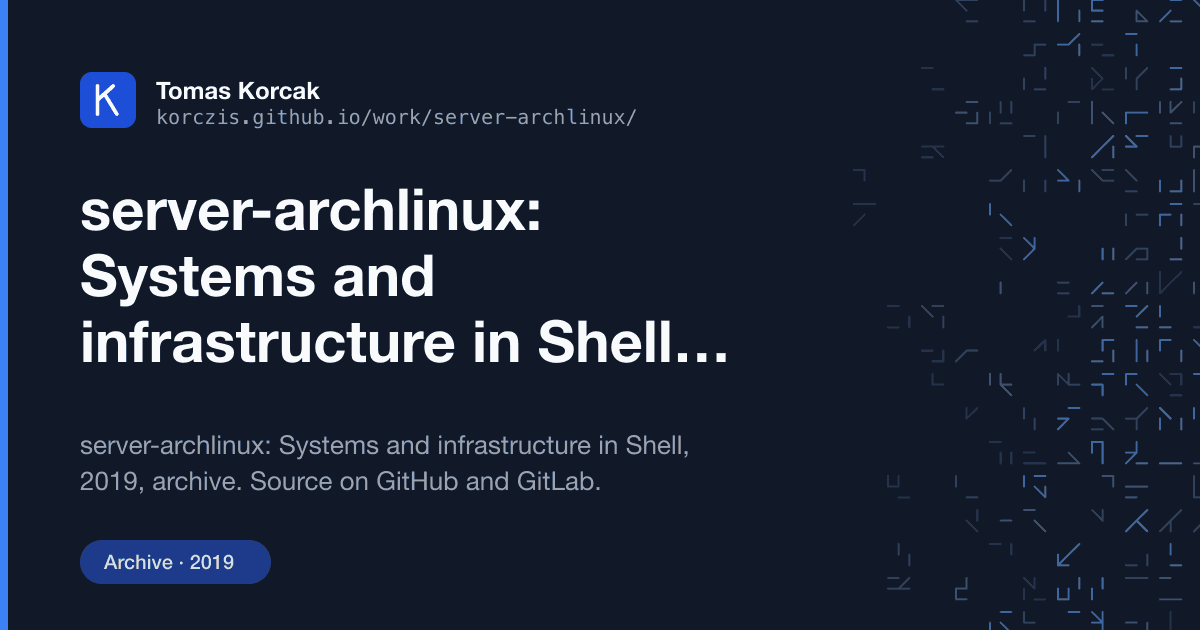 K
Tomas Korcak
korczis.github.io/work/server-archlinux/
server-archlinux:
Systems and
infrastructure in Shell…
server-archlinux: Systems and infrastructure in Shell,
2019, archive. Source on GitHub and GitLab.
Archive · 2019